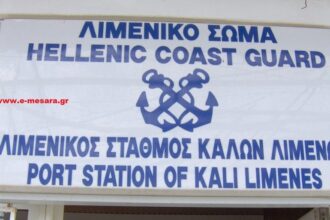 ΛΙΜΕΝΙΚΟ ΣΩΜΑ
HELLENIC COAST GUARD
www.e-mesara.gr
ΛΙΜΕΝΙΚΟΣ ΣΤΑΘΜΟΣ ΚΑΛΩΝ ΛΙΜΕΝΩ
PORT STATION OF KALI LIMENES